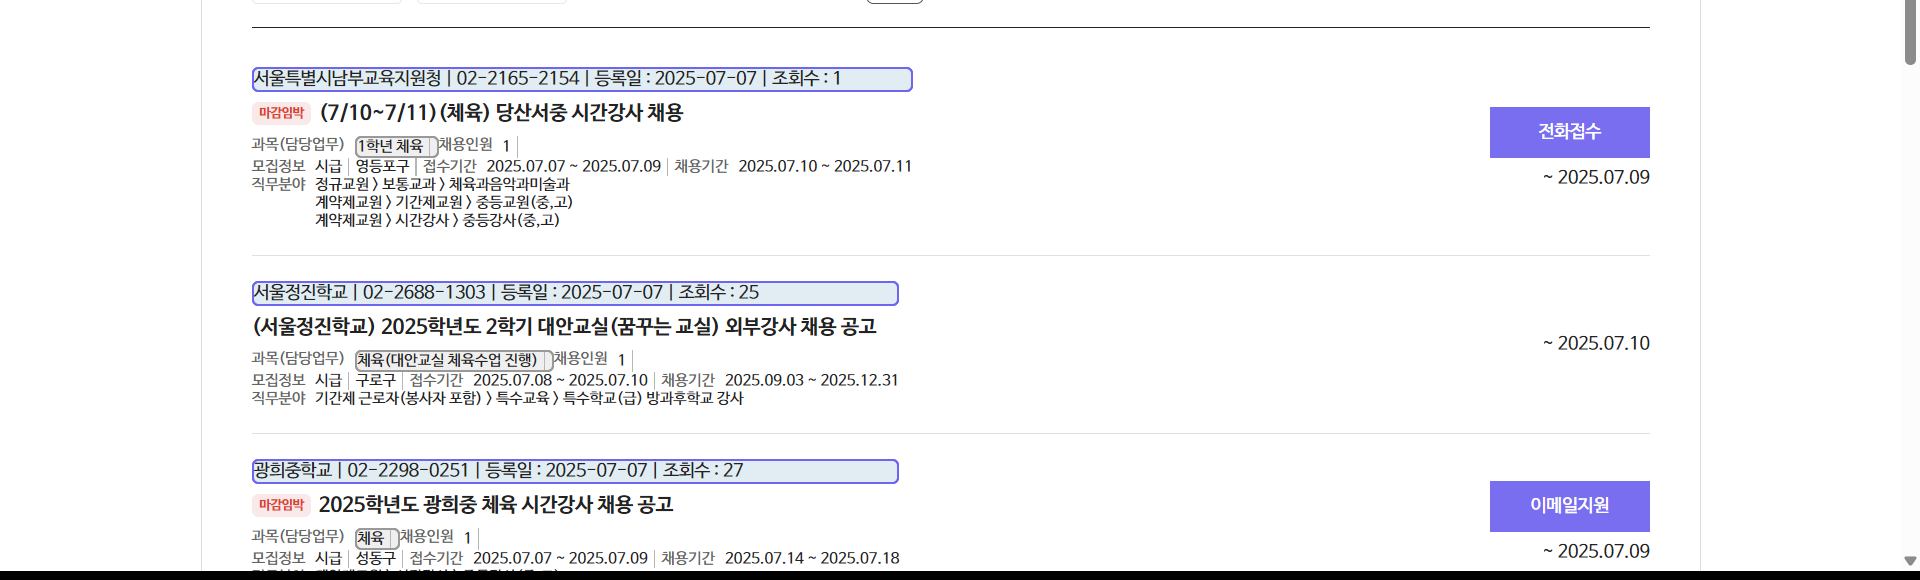 서울특별시남부교육지원청 | 02-2165-2154 | 등록일 : 2025-07-07 | 조회수 : 1
마감임박 (7/10~7/11) (체육) 당산서중 시간강사 채용
과목(담당업무) 1학년 체육 채용인원 1
모집정보 시급 영등포구 접수기간 2025.07.07 ~ 2025.07.09 채용기간 2025.07.10 ~ 2025.07.11
직무분야 정규교원 > 보통교과 > 체육과음악과미술과
계약제교원 > 기간제교원 > 중등교원(중,고)
계약제교원 > 시간강사 > 중등강사(중,고)
전화접수
~ 2025.07.09
서울정진학교 | 02-2688-1303 | 등록일 : 2025-07-07 | 조회수 : 25
(서울정진학교) 2025학년도 2학기 대안교실(꿈꾸는 교실) 외부강사 채용 공고
과목(담당업무) 체육(대안교실 체육수업 진행) 채용인원 1
모집정보 시급 구로구 접수기간 2025.07.08 ~ 2025.07.10 채용기간 2025.09.03 ~ 2025.12.31
직무분야 기간제 근로자(봉사자 포함) > 특수교육 > 특수학교(급) 방과후학교 강사
~ 2025.07.10
광희중학교 | 02-2298-0251 | 등록일 : 2025-07-07 | 조회수 : 27
마감임박 2025학년도 광희중 체육 시간강사 채용 공고
과목(담당업무) 체육 채용인원 1
모집정보 시급 성동구 접수기간 2025.07.07 ~ 2025.07.09 채용기간 2025.07.14 ~ 2025.07.18
이메일지원
~ 2025.07.09